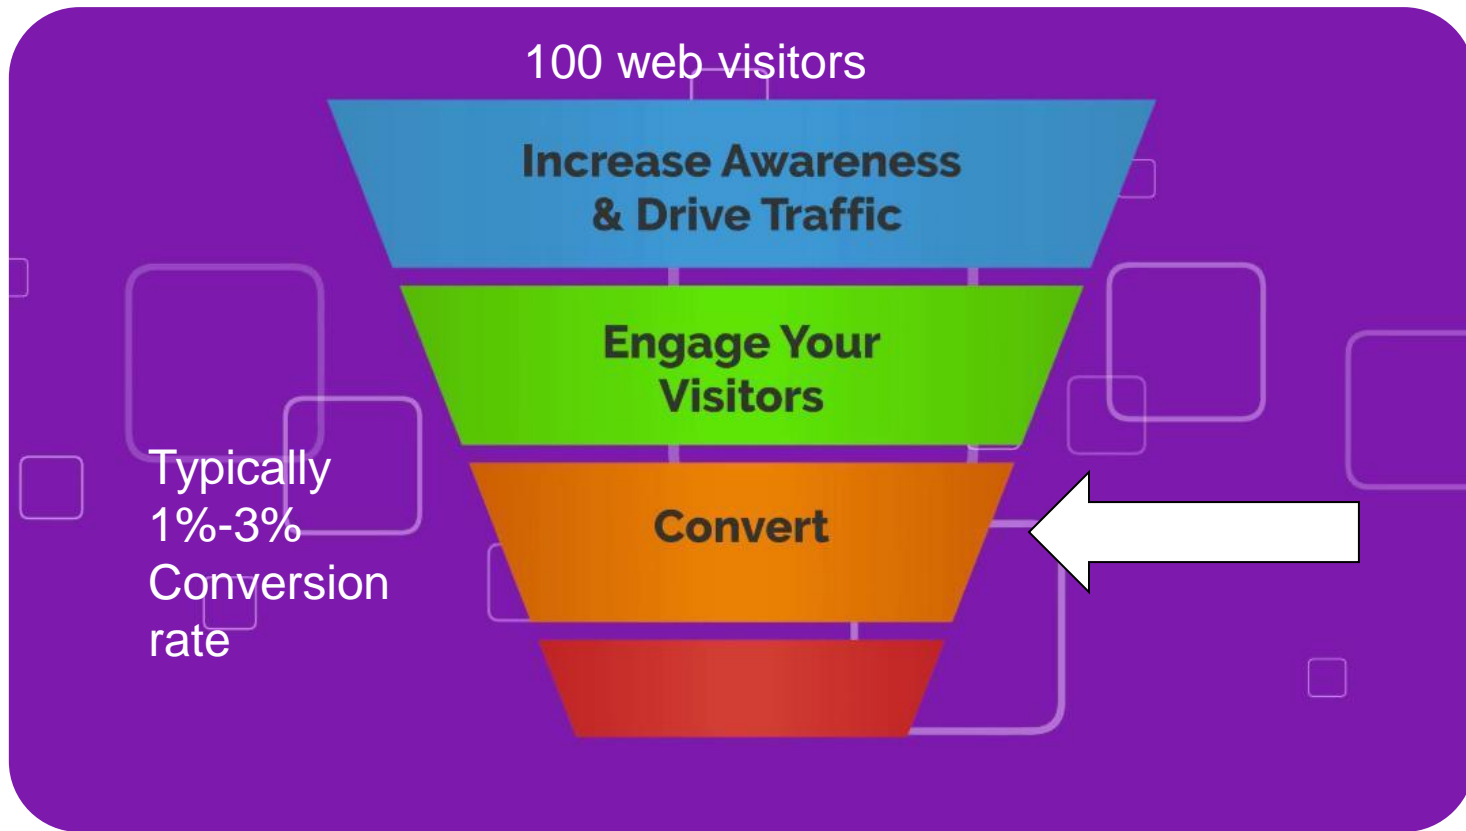 100 web visitors
Increase Awareness
& Drive Traffic
Engage Your
Visitors
Typically
1%-3%
Conversion
rate
Convert